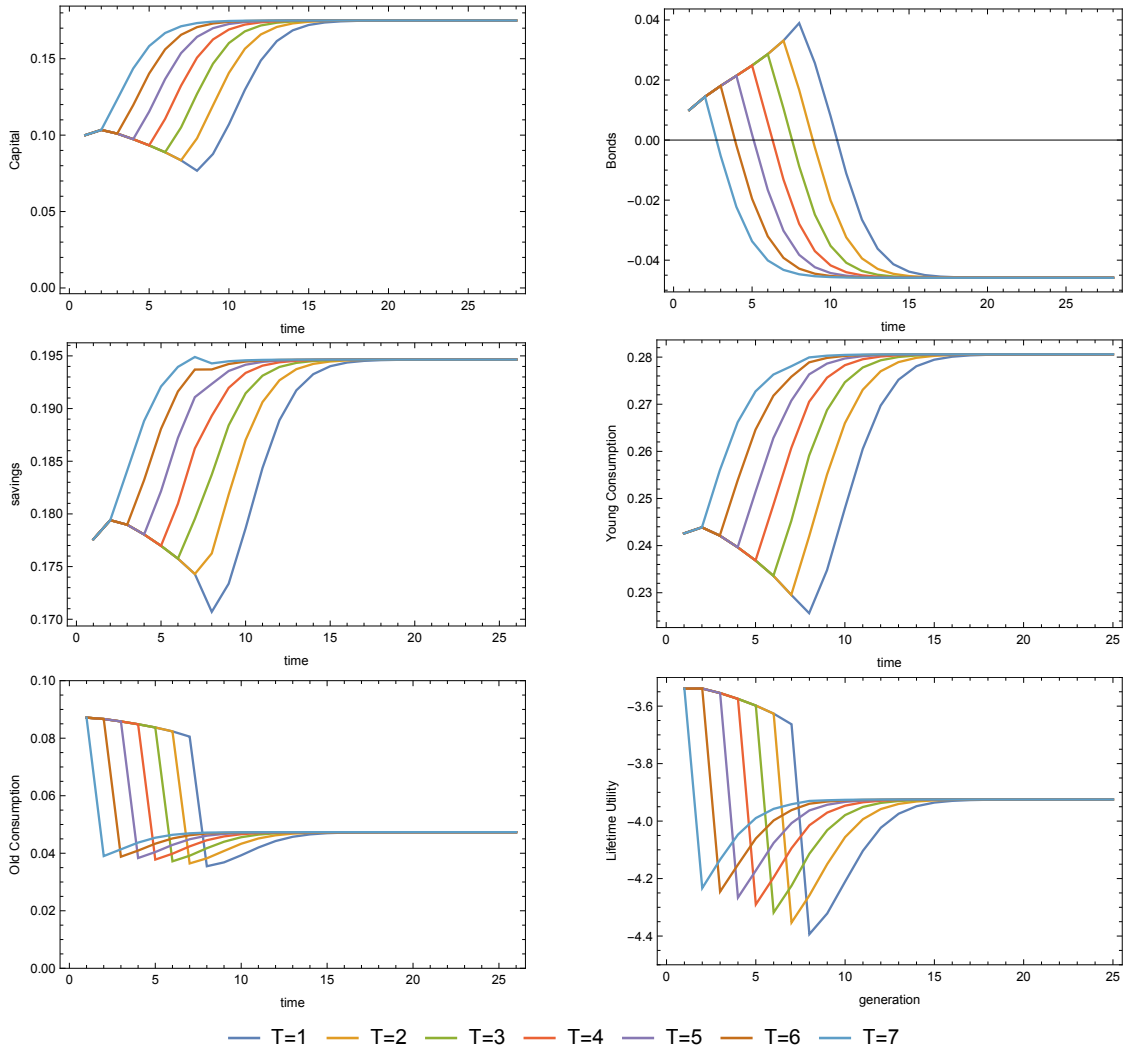 Capital
0.15
0.10
0.05
0.00
0 5 10 15 20 25
time
Bonds
0.04
0.02
0.00
−0.02
−0.04
0 5 10 15 20 25
time
savings
0.195
0.190
0.185
0.180
0.175
0.170
0 5 10 15 20 25
time
Young Consumption
0.28
0.27
0.26
0.25
0.24
0.23
0 5 10 15 20 25
time
Old Consumption
0.10
0.08
0.06
0.04
0.02
0.00
0 5 10 15 20 25
time
Lifetime Utility
−3.6
−3.8
−4.0
−4.2
−4.4
0 5 10 15 20 25
generation
T=1 T=2 T=3 T=4 T=5 T=6 T=7